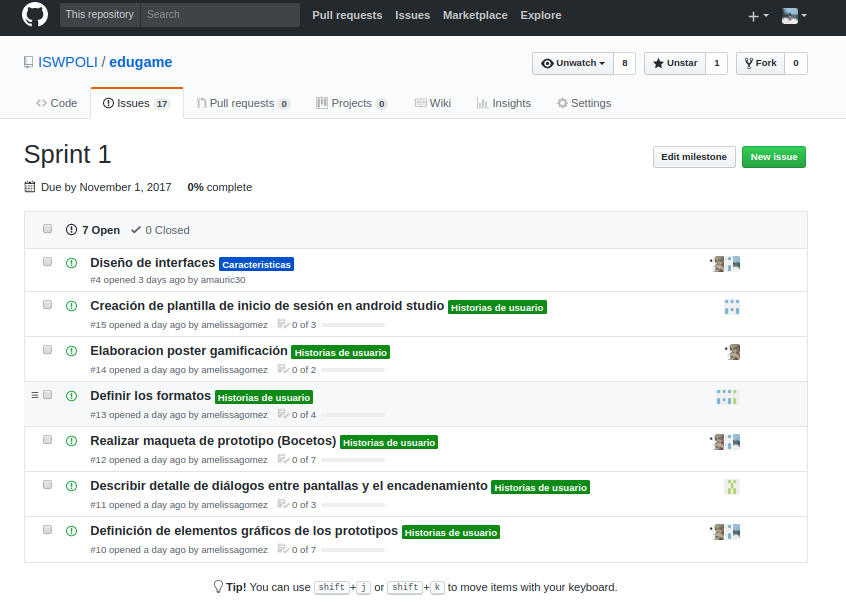 This repository Search Pull requests Issues Marketplace Explore
ISWPOLI / edugame Unwatch 8 Unstar 1 Fork 0
Code Issues 17 Pull requests 0 Projects 0 Wiki Insights Settings
Sprint 1 Edit milestone New issue
Due by November 1, 2017 0% complete
7 Open 0 Closed
Diseño de interfaces Caracteristicas
#4 opened 3 days ago by amauric30
Creación de plantilla de inicio de sesión en android studio Historias de usuario
#15 opened a day ago by amelissagomez 0 of 3
Elaboracion poster gamificación Historias de usuario
#14 opened a day ago by amelissagomez 0 of 2
Definir los formatos Historias de usuario
#13 opened a day ago by amelissagomez 0 of 4
Realizar maqueta de prototipo (Bocetos) Historias de usuario
#12 opened a day ago by amelissagomez 0 of 7
Describir detalle de diálogos entre pantallas y el encadenamiento Historias de usuario
#11 opened a day ago by amelissagomez 0 of 3
Definición de elementos gráficos de los prototipos Historias de usuario
#10 opened a day ago by amelissagomez 0 of 7
Tip! You can use shift+j or shift+k to move items with your keyboard.